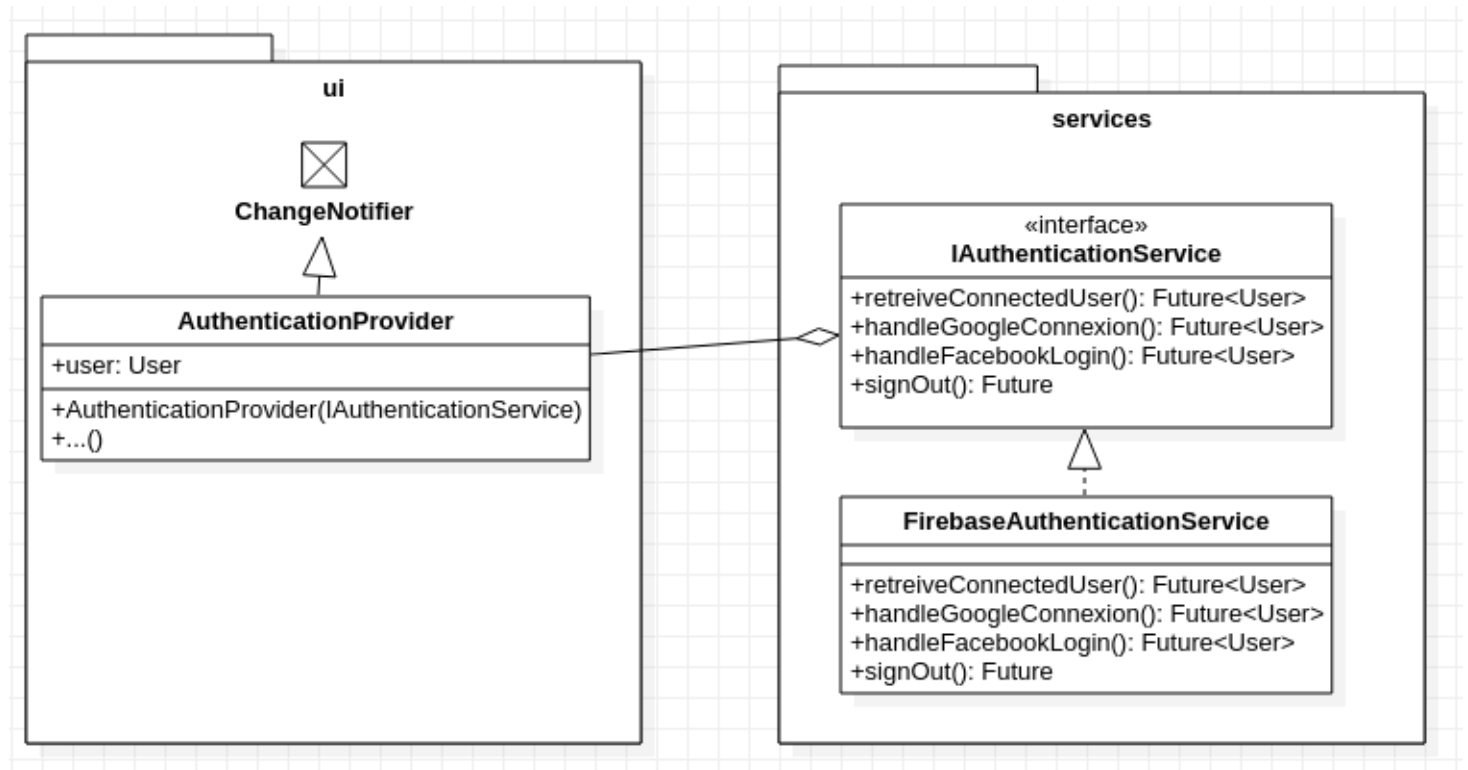 ui
ChangeNotifier
AuthenticationProvider
+user: User
+AuthenticationProvider(IAuthenticationService)
+...()
services
«interface»
IAuthenticationService
+retreiveConnectedUser(): Future<User>
+handleGoogleConnexion(): Future<User>
+handleFacebookLogin(): Future<User>
+signOut(): Future
FirebaseAuthenticationService
+retreiveConnectedUser(): Future<User>
+handleGoogleConnexion(): Future<User>
+handleFacebookLogin(): Future<User>
+signOut(): Future